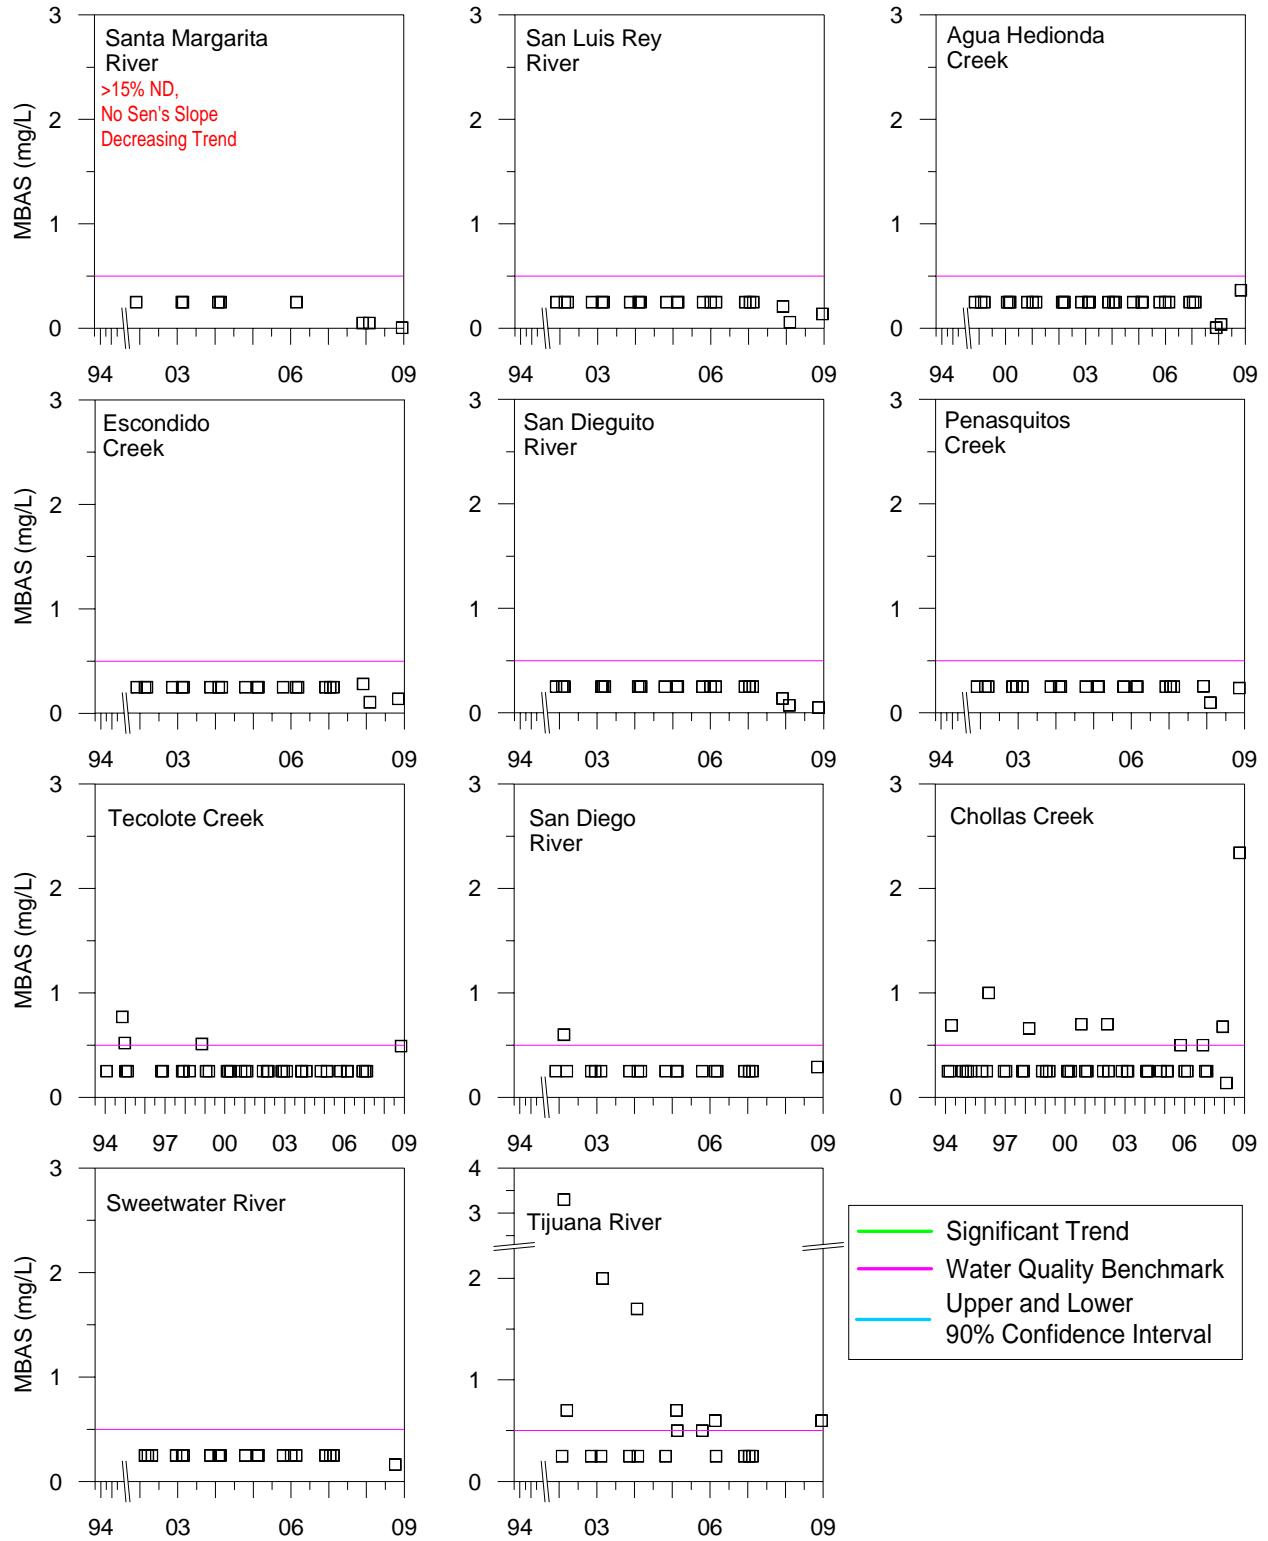 3
2
1
0
MBAS (mg/L)
Santa Margarita
River
>15% ND,
No Sen's Slope
Decreasing Trend
94 03 06 09
3
2
1
0
San Luis Rey
River
94 03 06 09
3
2
1
0
Agua Hedionda
Creek
94 00 03 06 09
3
2
1
0
MBAS (mg/L)
Escondido
Creek
94 03 06 09
3
2
1
0
San Dieguito
River
94 03 06 09
3
2
1
0
Penasquitos
Creek
94 03 06 09
3
2
1
0
MBAS (mg/L)
Tecolote Creek
94 97 00 03 06 09
3
2
1
0
San Diego
River
94 03 06 09
3
2
1
0
Chollas Creek
94 97 00 03 06 09
3
2
1
0
MBAS (mg/L)
Sweetwater River
94 03 06 09
4
3
2
1
0
Tijuana River
94 03 06 09
Significant Trend
Water Quality Benchmark
Upper and Lower
90% Confidence Interval